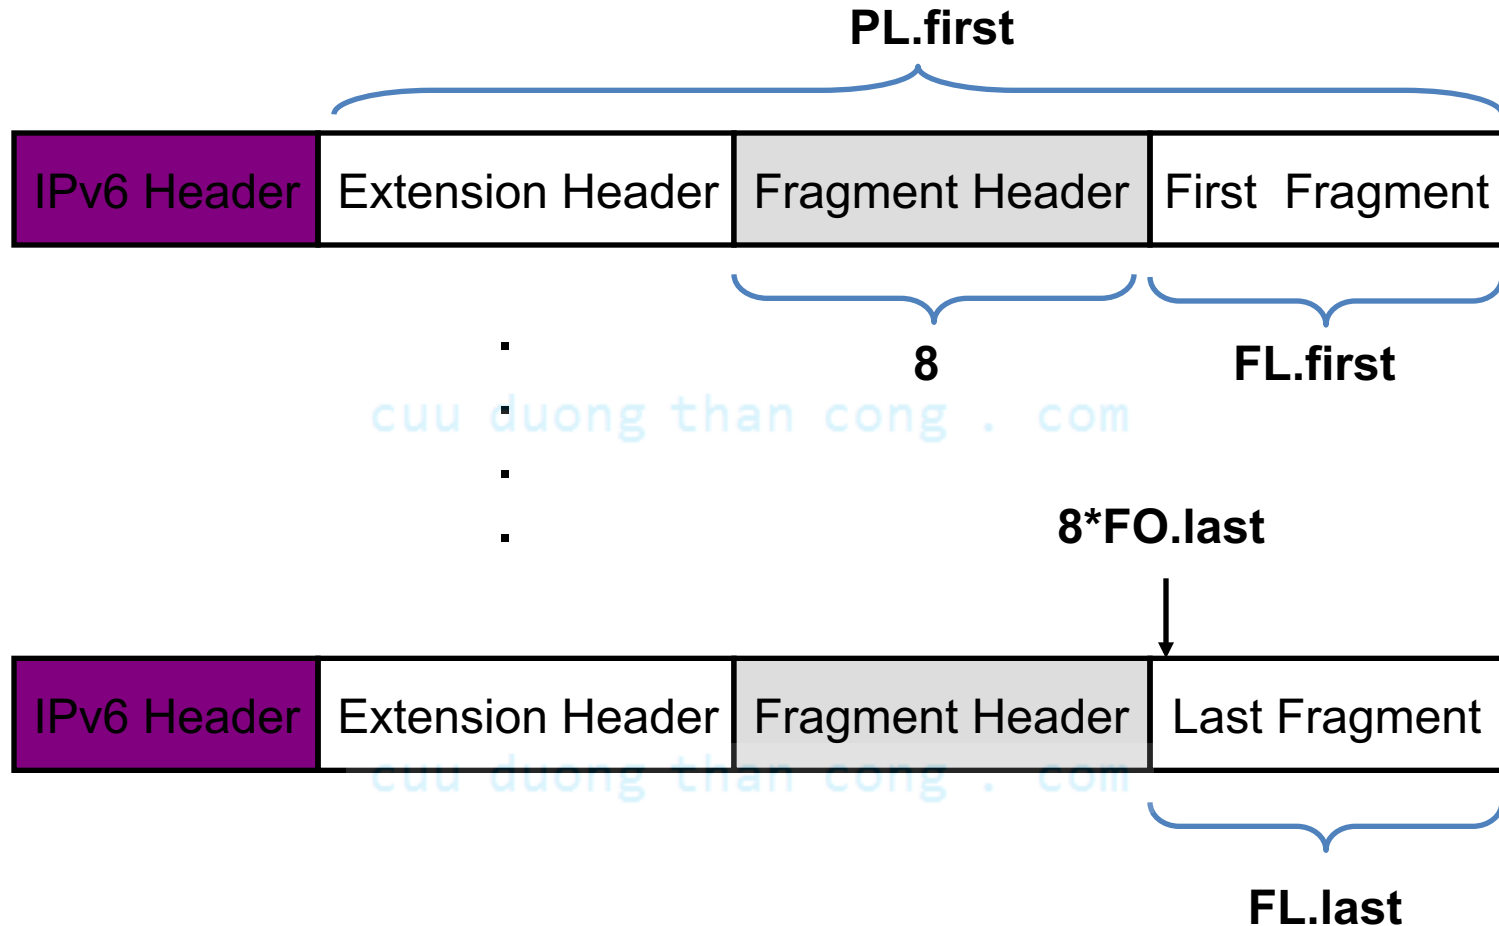 PL.first
IPv6 Header Extension Header Fragment Header First Fragment
8 FL.first
cuu duong than cong . com
8*FO.last
IPv6 Header Extension Header Fragment Header Last Fragment
cuu duong than cong . com
FL.last